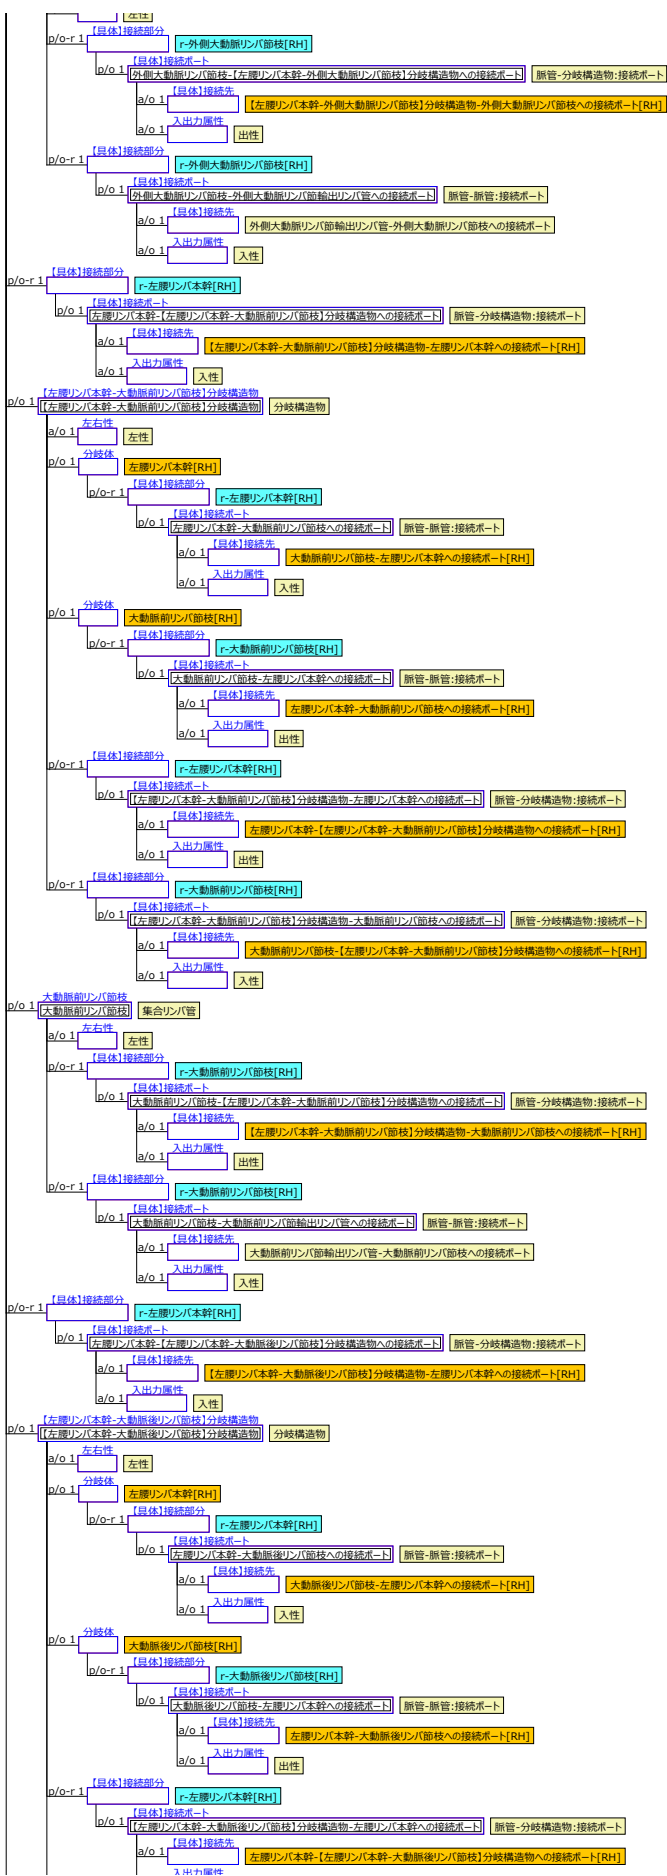 左性
【具体】接続部分
p/o-r 1 r-外側大動脈リンパ節枝[RH]
【具体】接続ポート
p/o 1 外側大動脈リンパ節枝-【左腰リンパ本幹-外側大動脈リンパ節枝】分岐構造物への接続ポート 脈管-分岐構造物:接続ポート
【具体】接続先
a/o 1 【左腰リンパ本幹-外側大動脈リンパ節枝】分岐構造物-外側大動脈リンパ節枝への接続ポート[RH]
入出力属性
a/o 1 出性
【具体】接続部分
p/o-r 1 r-外側大動脈リンパ節枝[RH]
【具体】接続ポート
p/o 1 外側大動脈リンパ節枝-外側大動脈リンパ節輸出リンパ管への接続ポート 脈管-脈管:接続ポート
【具体】接続先
a/o 1 外側大動脈リンパ節輸出リンパ管-外側大動脈リンパ節枝への接続ポート
入出力属性
a/o 1 入性
【具体】接続部分
p/o-r 1 r-左腰リンパ本幹[RH]
【具体】接続ポート
p/o 1 左腰リンパ本幹-【左腰リンパ本幹-大動脈前リンパ節枝】分岐構造物への接続ポート 脈管-分岐構造物:接続ポート
【具体】接続先
a/o 1 【左腰リンパ本幹-大動脈前リンパ節枝】分岐構造物-左腰リンパ本幹への接続ポート[RH]
入出力属性
a/o 1 入性
【左腰リンパ本幹-大動脈前リンパ節枝】分岐構造物
p/o 1 【左腰リンパ本幹-大動脈前リンパ節枝】分岐構造物 分岐構造物
左右性
a/o 1 左性
分岐体
p/o 1 左腰リンパ本幹[RH]
【具体】接続部分
p/o-r 1 r-左腰リンパ本幹[RH]
【具体】接続ポート
p/o 1 左腰リンパ本幹-大動脈前リンパ節枝への接続ポート 脈管-脈管:接続ポート
【具体】接続先
a/o 1 大動脈前リンパ節枝-左腰リンパ本幹への接続ポート[RH]
入出力属性
a/o 1 入性
分岐体
p/o 1 大動脈前リンパ節枝[RH]
【具体】接続部分
p/o-r 1 r-大動脈前リンパ節枝[RH]
【具体】接続ポート
p/o 1 大動脈前リンパ節枝-左腰リンパ本幹への接続ポート 脈管-脈管:接続ポート
【具体】接続先
a/o 1 左腰リンパ本幹-大動脈前リンパ節枝への接続ポート[RH]
入出力属性
a/o 1 出性
【具体】接続部分
p/o-r 1 r-左腰リンパ本幹[RH]
【具体】接続ポート
p/o 1 【左腰リンパ本幹-大動脈前リンパ節枝】分岐構造物-左腰リンパ本幹への接続ポート 脈管-分岐構造物:接続ポート
【具体】接続先
a/o 1 左腰リンパ本幹-【左腰リンパ本幹-大動脈前リンパ節枝】分岐構造物への接続ポート[RH]
入出力属性
a/o 1 出性
【具体】接続部分
p/o-r 1 r-大動脈前リンパ節枝[RH]
【具体】接続ポート
p/o 1 【左腰リンパ本幹-大動脈前リンパ節枝】分岐構造物-大動脈前リンパ節枝への接続ポート 脈管-分岐構造物:接続ポート
【具体】接続先
a/o 1 大動脈前リンパ節枝-【左腰リンパ本幹-大動脈前リンパ節枝】分岐構造物への接続ポート[RH]
入出力属性
a/o 1 入性
大動脈前リンパ節枝
p/o 1 大動脈前リンパ節枝 集合リンパ管
左右性
a/o 1 左性
【具体】接続部分
p/o-r 1 r-大動脈前リンパ節枝[RH]
【具体】接続ポート
p/o 1 大動脈前リンパ節枝-【左腰リンパ本幹-大動脈前リンパ節枝】分岐構造物への接続ポート 脈管-分岐構造物:接続ポート
【具体】接続先
a/o 1 【左腰リンパ本幹-大動脈前リンパ節枝】分岐構造物-大動脈前リンパ節枝への接続ポート[RH]
入出力属性
a/o 1 出性
【具体】接続部分
p/o-r 1 r-大動脈前リンパ節枝[RH]
【具体】接続ポート
p/o 1 大動脈前リンパ節枝-大動脈前リンパ節輸出リンパ管への接続ポート 脈管-脈管:接続ポート
【具体】接続先
a/o 1 大動脈前リンパ節輸出リンパ管-大動脈前リンパ節枝への接続ポート
入出力属性
a/o 1 入性
【具体】接続部分
p/o-r 1 r-左腰リンパ本幹[RH]
【具体】接続ポート
p/o 1 左腰リンパ本幹-【左腰リンパ本幹-大動脈後リンパ節枝】分岐構造物への接続ポート 脈管-分岐構造物:接続ポート
【具体】接続先
a/o 1 【左腰リンパ本幹-大動脈後リンパ節枝】分岐構造物-左腰リンパ本幹への接続ポート[RH]
入出力属性
a/o 1 入性
【左腰リンパ本幹-大動脈後リンパ節枝】分岐構造物
p/o 1 【左腰リンパ本幹-大動脈後リンパ節枝】分岐構造物 分岐構造物
左右性
a/o 1 左性
分岐体
p/o 1 左腰リンパ本幹[RH]
【具体】接続部分
p/o-r 1 r-左腰リンパ本幹[RH]
【具体】接続ポート
p/o 1 左腰リンパ本幹-大動脈後リンパ節枝への接続ポート 脈管-脈管:接続ポート
【具体】接続先
a/o 1 大動脈後リンパ節枝-左腰リンパ本幹への接続ポート[RH]
入出力属性
a/o 1 入性
分岐体
p/o 1 大動脈後リンパ節枝[RH]
【具体】接続部分
p/o-r 1 r-大動脈後リンパ節枝[RH]
【具体】接続ポート
p/o 1 大動脈後リンパ節枝-左腰リンパ本幹への接続ポート 脈管-脈管:接続ポート
【具体】接続先
a/o 1 左腰リンパ本幹-大動脈後リンパ節枝への接続ポート[RH]
入出力属性
a/o 1 出性
【具体】接続部分
p/o-r 1 r-左腰リンパ本幹[RH]
【具体】接続ポート
p/o 1 【左腰リンパ本幹-大動脈後リンパ節枝】分岐構造物-左腰リンパ本幹への接続ポート 脈管-分岐構造物:接続ポート
【具体】接続先
a/o 1 左腰リンパ本幹-【左腰リンパ本幹-大動脈後リンパ節枝】分岐構造物への接続ポート[RH]
入出力属性